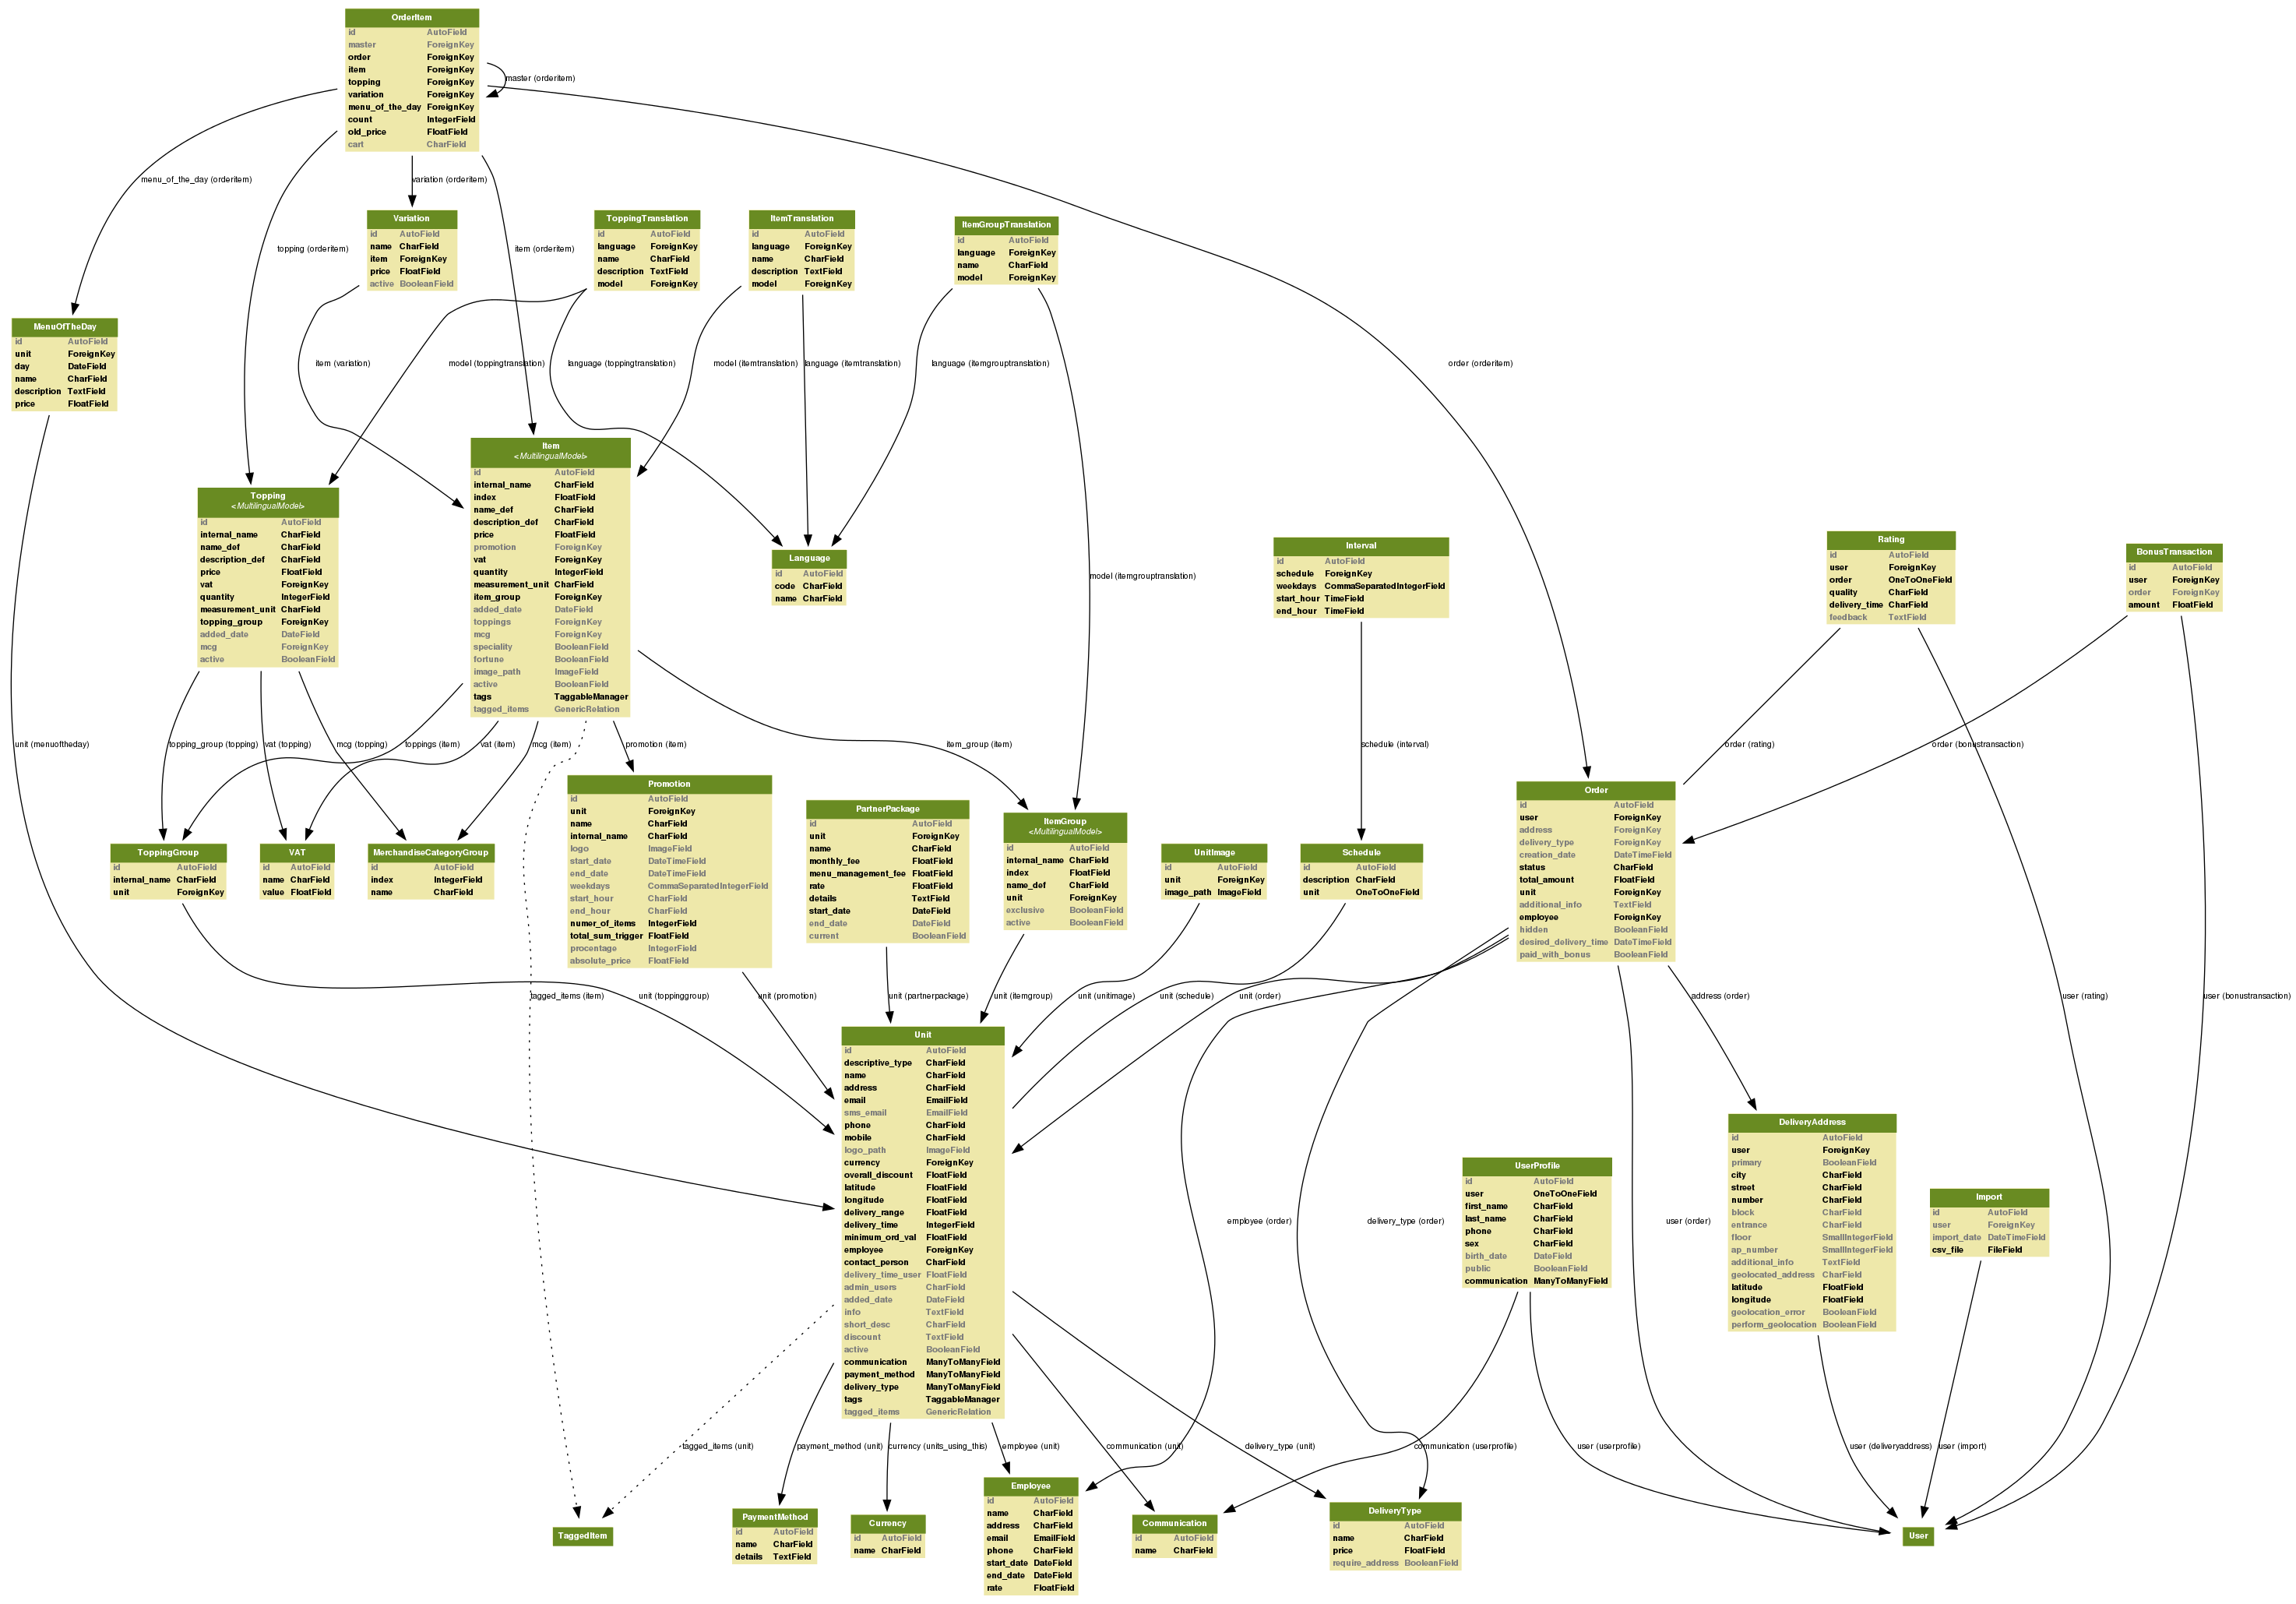 OrderItem
id AutoField
master ForeignKey
order ForeignKey
item ForeignKey
topping ForeignKey
variation ForeignKey
menu_of_the_day ForeignKey
count IntegerField
old_price FloatField
cart CharField
master (orderitem)
menu_of_the_day (orderitem)
variation (orderitem)
topping (orderitem)
item (orderitem)
order (orderitem)
Variation
id AutoField
name CharField
item ForeignKey
price FloatField
active BooleanField
ToppingTranslation
id AutoField
language ForeignKey
name CharField
description TextField
model ForeignKey
ItemTranslation
id AutoField
language ForeignKey
name CharField
description TextField
model ForeignKey
ItemGroupTranslation
id AutoField
language ForeignKey
name CharField
model ForeignKey
MenuOfTheDay
id AutoField
unit ForeignKey
day DateField
name CharField
description TextField
price FloatField
item (variation)
model (toppingtranslation)
language (toppingtranslation)
model (itemtranslation)
language (itemtranslation)
language (itemgrouptranslation)
model (itemgrouptranslation)
Topping
<MultilingualModel>
id AutoField
internal_name CharField
name_def CharField
description_def CharField
price FloatField
vat ForeignKey
quantity IntegerField
measurement_unit CharField
topping_group ForeignKey
added_date DateField
mcg ForeignKey
active BooleanField
Item
<MultilingualModel>
id AutoField
internal_name CharField
index FloatField
name_def CharField
description_def CharField
price FloatField
promotion ForeignKey
vat ForeignKey
quantity IntegerField
measurement_unit CharField
item_group ForeignKey
added_date DateField
toppings ForeignKey
mcg ForeignKey
speciality BooleanField
fortune BooleanField
image_path ImageField
active BooleanField
tags TaggableManager
tagged_items GenericRelation
Language
id AutoField
code CharField
name CharField
Interval
id AutoField
schedule ForeignKey
weekdays CommaSeparatedIntegerField
start_hour TimeField
end_hour TimeField
Rating
id AutoField
user ForeignKey
order OneToOneField
quality CharField
delivery_time CharField
feedback TextField
BonusTransaction
id AutoField
user ForeignKey
order ForeignKey
amount FloatField
unit (menuoftheday)
topping_group (topping)
vat (topping)
mcg (topping)
toppings (item)
vat (item)
mcg (item)
promotion (item)
item_group (item)
schedule (interval)
order (rating)
order (bonustransaction)
ToppingGroup
id AutoField
internal_name CharField
unit ForeignKey
VAT
id AutoField
name CharField
value FloatField
MerchandiseCategoryGroup
id AutoField
index IntegerField
name CharField
Promotion
id AutoField
unit ForeignKey
name CharField
internal_name CharField
logo ImageField
start_date DateTimeField
end_date DateTimeField
weekdays CommaSeparatedIntegerField
start_hour CharField
end_hour CharField
numer_of_items IntegerField
total_sum_trigger FloatField
procentage IntegerField
absolute_price FloatField
PartnerPackage
id AutoField
unit ForeignKey
name CharField
monthly_fee FloatField
menu_management_fee FloatField
rate FloatField
details TextField
start_date DateField
end_date DateField
current BooleanField
ItemGroup
<MultilingualModel>
id AutoField
internal_name CharField
index FloatField
name_def CharField
unit ForeignKey
exclusive BooleanField
active BooleanField
UnitImage
id AutoField
unit ForeignKey
image_path ImageField
Schedule
id AutoField
description CharField
unit OneToOneField
Order
id AutoField
user ForeignKey
address ForeignKey
delivery_type ForeignKey
creation_date DateTimeField
status CharField
total_amount FloatField
unit ForeignKey
additional_info TextField
employee ForeignKey
hidden BooleanField
desired_delivery_time DateTimeField
paid_with_bonus BooleanField
tagged_items (item)
unit (toppinggroup)
unit (promotion)
unit (partnerpackage)
unit (itemgroup)
unit (unitimage)
unit (schedule)
unit (order)
address (order)
user (rating)
user (bonustransaction)
Unit
id AutoField
descriptive_type CharField
name CharField
address CharField
email EmailField
sms_email EmailField
phone CharField
mobile CharField
logo_path ImageField
currency ForeignKey
overall_discount FloatField
latitude FloatField
longitude FloatField
delivery_range FloatField
delivery_time IntegerField
minimum_ord_val FloatField
employee ForeignKey
contact_person CharField
delivery_time_user FloatField
admin_users CharField
added_date DateField
info TextField
short_desc CharField
discount TextField
active BooleanField
communication ManyToManyField
payment_method ManyToManyField
delivery_type ManyToManyField
tags TaggableManager
tagged_items GenericRelation
employee (order)
delivery_type (order)
user (order)
UserProfile
id AutoField
user OneToOneField
first_name CharField
last_name CharField
phone CharField
sex CharField
birth_date DateField
public BooleanField
communication ManyToManyField
DeliveryAddress
id AutoField
user ForeignKey
primary BooleanField
city CharField
street CharField
number CharField
block CharField
entrance CharField
floor SmallIntegerField
ap_number SmallIntegerField
additional_info TextField
geolocated_address CharField
latitude FloatField
longitude FloatField
geolocation_error BooleanField
perform_geolocation BooleanField
Import
id AutoField
user ForeignKey
import_date DateTimeField
csv_file FileField
tagged_items (unit)
payment_method (unit)
currency (units_using_this)
employee (unit)
communication (unit)
delivery_type (unit)
communication (userprofile)
user (userprofile)
user (deliveryaddress)
user (import)
TaggedItem
PaymentMethod
id AutoField
name CharField
details TextField
Currency
id AutoField
name CharField
Employee
id AutoField
name CharField
address CharField
email EmailField
phone CharField
start_date DateField
end_date DateField
rate FloatField
Communication
id AutoField
name CharField
DeliveryType
id AutoField
name CharField
price FloatField
require_address BooleanField
User